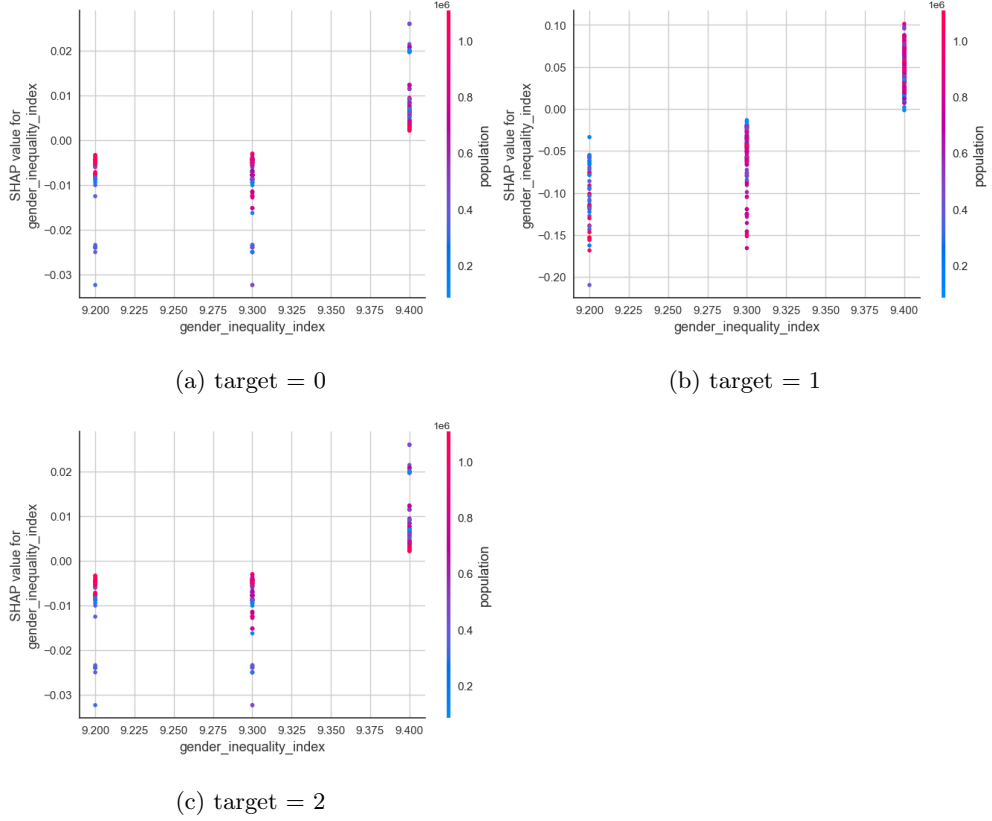 1e6
0.02
0.01
0.00
−0.01
−0.02
−0.03
SHAP value for
gender_inequality_index
9.200 9.225 9.250 9.275 9.300 9.325 9.350 9.375 9.400
gender_inequality_index
1.0
0.8
0.6
0.4
0.2
population
(a) target = 0
1e6
0.10
0.05
0.00
−0.05
−0.10
−0.15
−0.20
SHAP value for
gender_inequality_index
9.200 9.225 9.250 9.275 9.300 9.325 9.350 9.375 9.400
gender_inequality_index
1.0
0.8
0.6
0.4
0.2
population
(b) target = 1
1e6
0.02
0.01
0.00
−0.01
−0.02
−0.03
SHAP value for
gender_inequality_index
9.200 9.225 9.250 9.275 9.300 9.325 9.350 9.375 9.400
gender_inequality_index
1.0
0.8
0.6
0.4
0.2
population
(c) target = 2